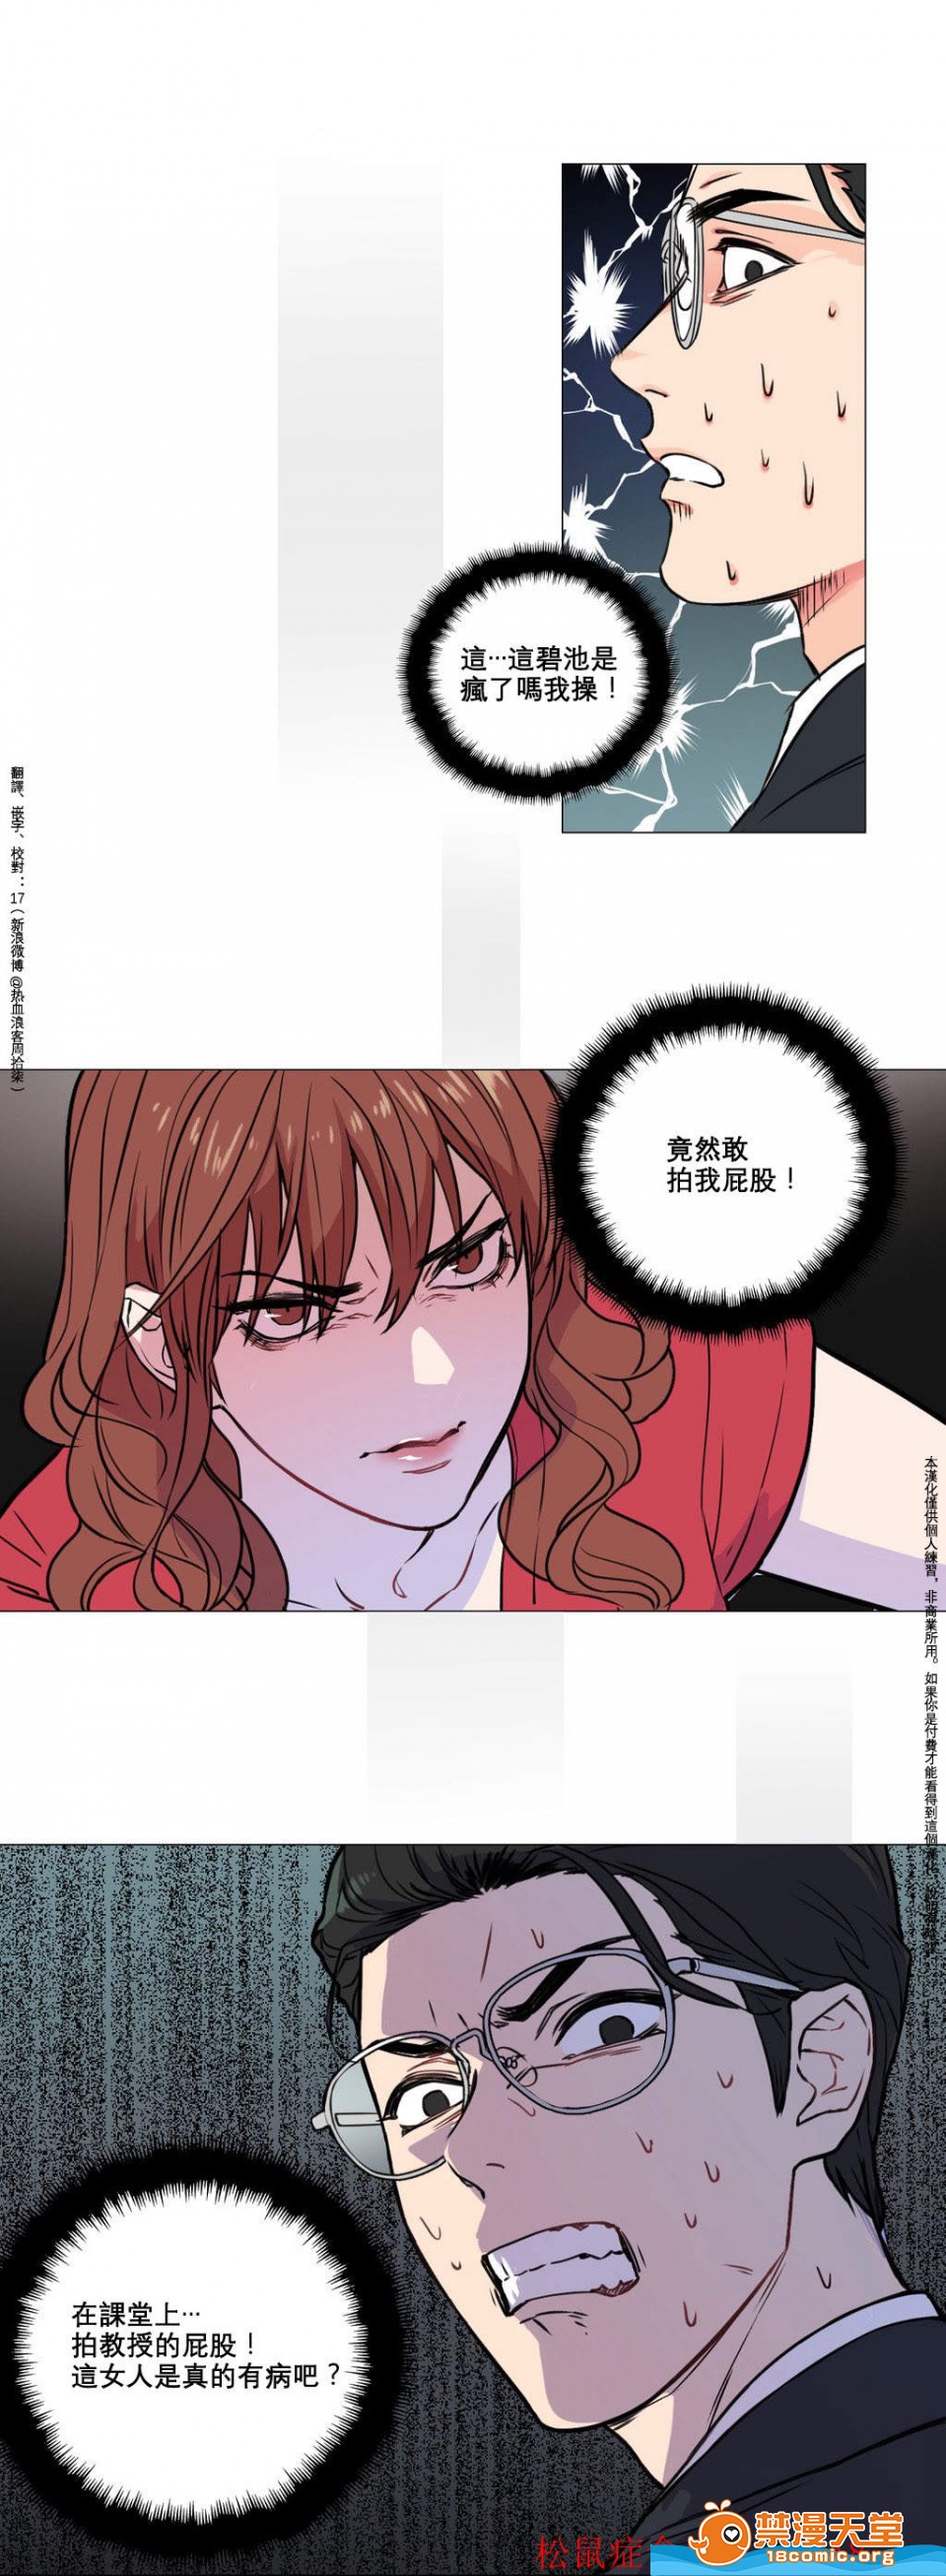 這…這碧池是
瘋了嗎我操！
翻譯、嵌字、校對：17（新浪微博@热血浪客周拾柒）
竟然敢
拍我屁股！
本漢化僅供個人練習，非商業所用。如果你是付費才能看得到這個漢化，
在課堂上…
拍教授的屁股！
這女人是真的有病吧？
松鼠症
禁漫天堂
18comic.org